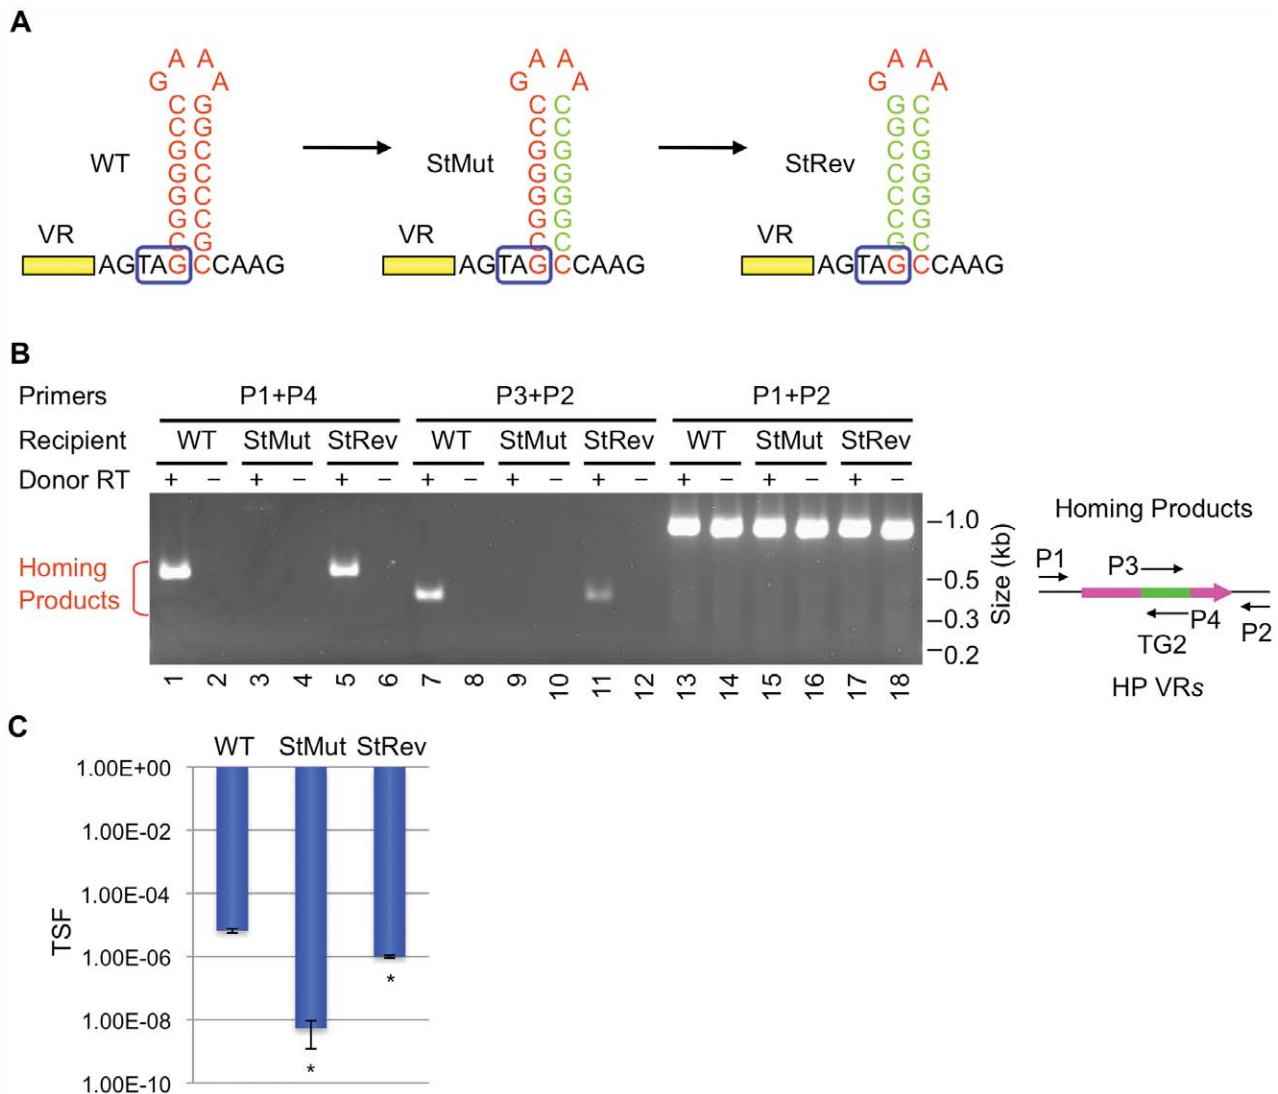 A
A A A A A A
G A G A G A
C G C C G C
C G C C G C
G C G G C G
WT G C StMut G G StRev C G
G C G G C G
G C G G C G
VR C G VR C C VR G C
AGTAGCCAAG AGTAGCCAAG AGTAGCCAAG
B
Primers P1+P4 P3+P2 P1+P2
Recipient WT StMut StRev WT StMut StRev WT StMut StRev
Donor RT + − + − + − + − + − + − + − + − + −
Homing Products
1.0
0.5
0.3
0.2
Size (kb)
Homing Products
P1 P3
P4 P2
TG2
HP VRs
1 2 3 4 5 6 7 8 9 10 11 12 13 14 15 16 17 18
C
WT StMut StRev
1.00E+00
1.00E-02
1.00E-04
1.00E-06
1.00E-08
1.00E-10
TSF
*
*